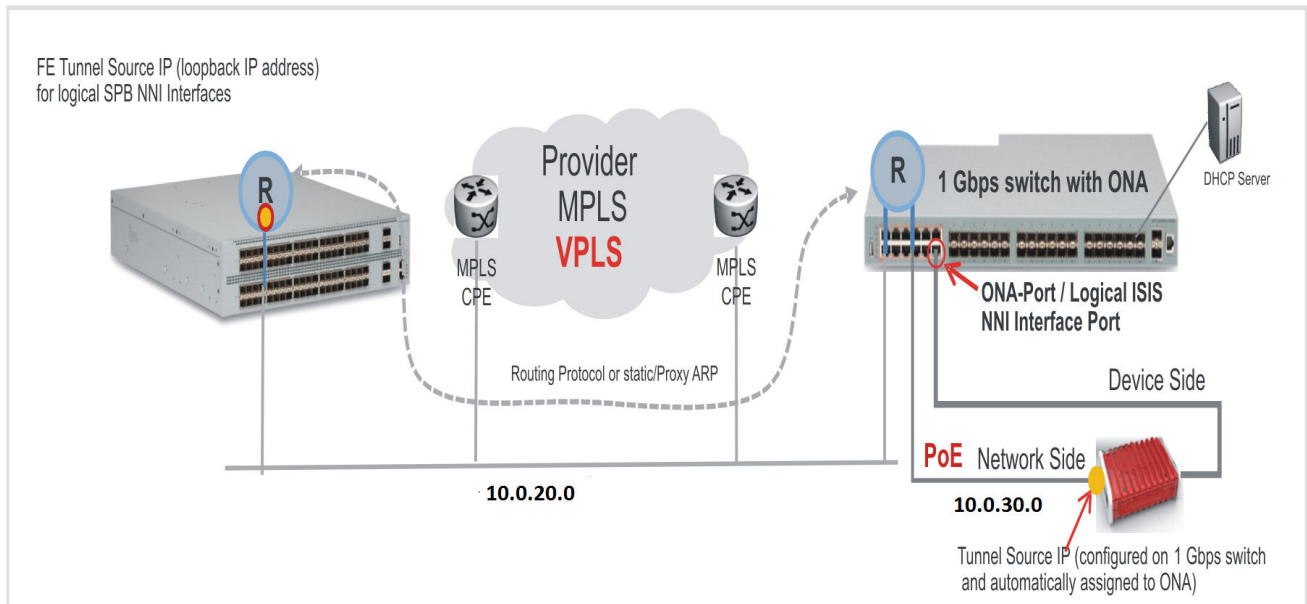 FE Tunnel Source IP (loopback IP address)
for logical SPB NNI Interfaces
R
Provider
MPLS
VPLS
MPLS
CPE
MPLS
CPE
R
1 Gbps switch with ONA
DHCP Server
ONA-Port / Logical ISIS
NNI Interface Port
Routing Protocol or static/Proxy ARP
Device Side
PoE Network Side
10.0.20.0
10.0.30.0
Tunnel Source IP (configured on 1 Gbps switch
and automatically assigned to ONA)